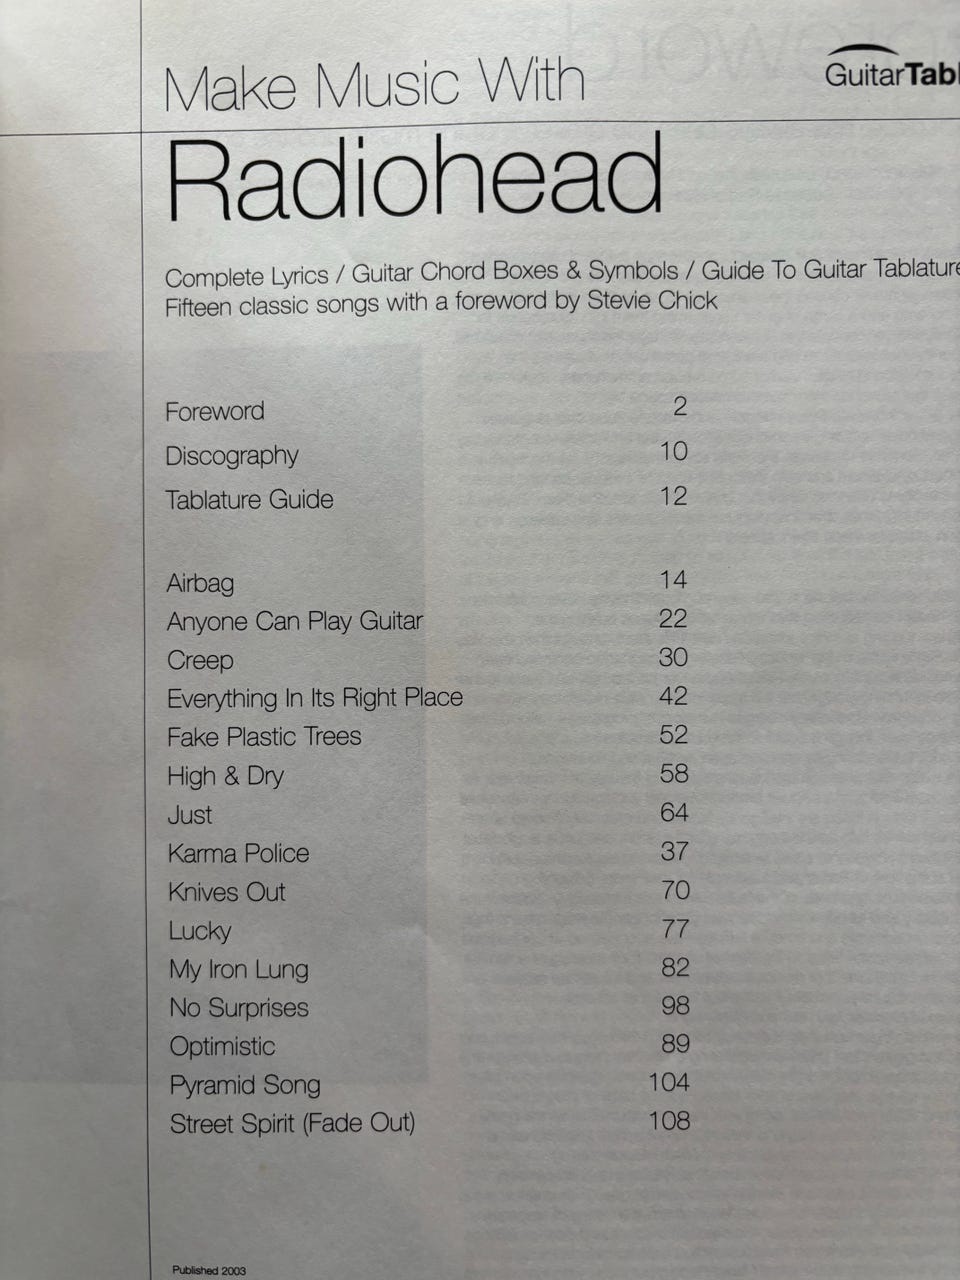 Make Music With
GuitarTabl
Radiohead
Complete Lyrics / Guitar Chord Boxes & Symbols / Guide To Guitar Tablature
Fifteen classic songs with a foreword by Stevie Chick
Foreword 2
Discography 10
Tablature Guide 12
Airbag 14
Anyone Can Play Guitar 22
Creep 30
Everything In Its Right Place 42
Fake Plastic Trees 52
High & Dry 58
Just 64
Karma Police 37
Knives Out 70
Lucky 77
My Iron Lung 82
No Surprises 98
Optimistic 89
Pyramid Song 104
Street Spirit (Fade Out) 108
Published 2003